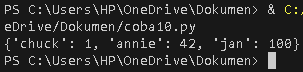 PS C:\Users\HP\OneDrive\Dokumen> & C:/
eDrive/Dokumen/coba10.py
{'chuck': 1, 'annie': 42, 'jan': 100}
PS C:\Users\HP\OneDrive\Dokumen>